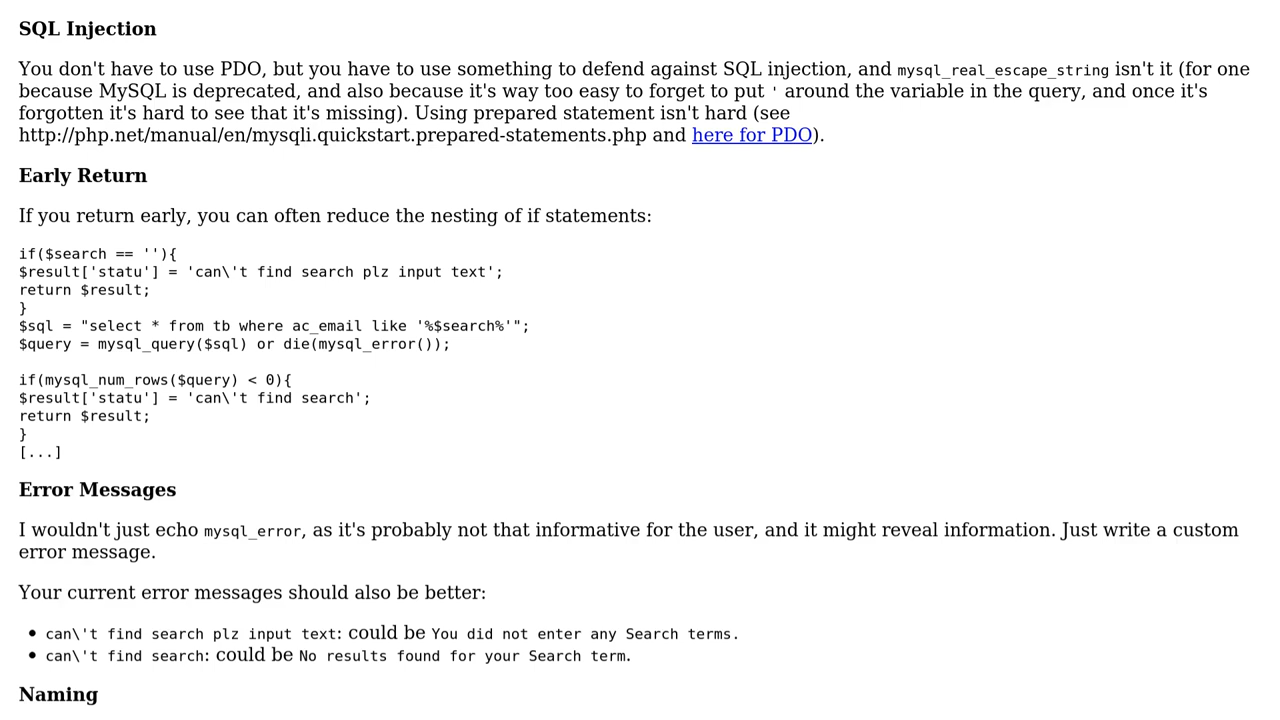 SQL Injection
You don't have to use PDO, but you have to use something to defend against SQL injection, and mysql_real_escape_string isn't it (for one
because MySQL is deprecated, and also because it's way too easy to forget to put ' around the variable in the query, and once it's
forgotten it's hard to see that it's missing). Using prepared statement isn't hard (see
http://php.net/manual/en/mysqli.quickstart.prepared-statements.php and here for PDO).
Early Return
If you return early, you can often reduce the nesting of if statements:
if($search == ''){
$result['statu'] = 'can\'t find search plz input text';
return $result;
}
$sql = "select * from tb where ac_email like '%$search%'";
$query = mysql_query($sql) or die(mysql_error());
if(mysql_num_rows($query) < 0){
$result['statu'] = 'can\'t find search';
return $result;
}
[...]
Error Messages
I wouldn't just echo mysql_error, as it's probably not that informative for the user, and it might reveal information. Just write a custom
error message.
Your current error messages should also be better:
• can\'t find search plz input text: could be You did not enter any Search terms.
• can\'t find search: could be No results found for your Search term.
Naming